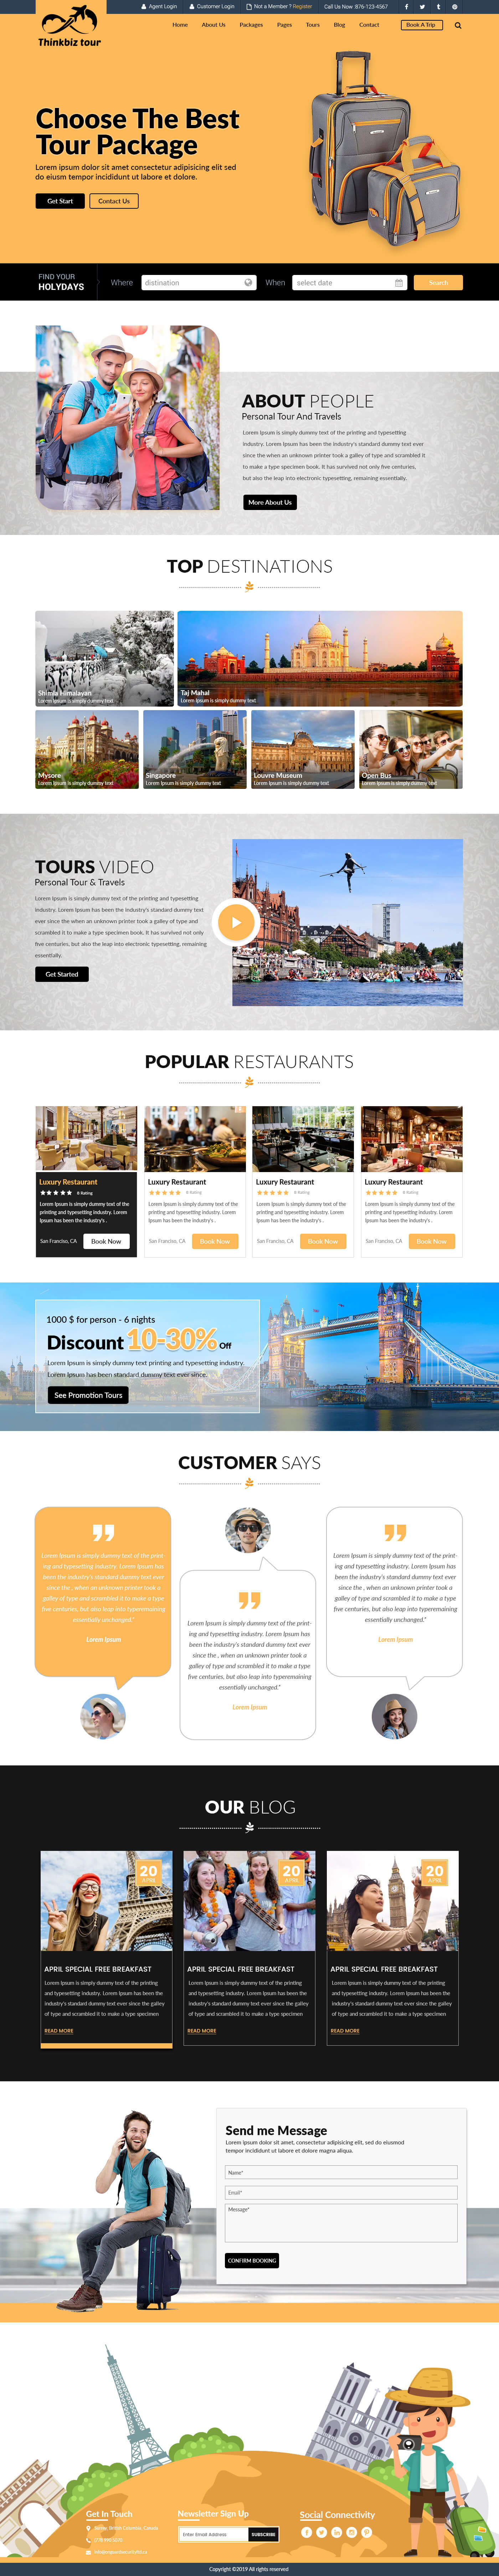 Agent Login
Customer Login
Not a Member ? Register
Call Us Now :876-123-4567
Thinkbiz tour
Home
About Us
Packages
Pages
Tours
Blog
Contact
Book A Trip
Choose The Best
Tour Package
Lorem ipsum dolor sit amet consectetur adipisicing elit sed
do eiusm tempor incididunt ut labore et dolore.
Get Start
Contact Us
FIND YOUR
HOLYDAYS
Where
distination
When
select date
Search
ABOUT PEOPLE
Personal Tour And Travels
Lorem Ipsum is simply dummy text of the printing and typesetting
industry. Lorem Ipsum has been the industry's standard dummy text ever
since the when an unknown printer took a galley of type and scrambled it
to make a type specimen book. It has survived not only five centuries,
but also the leap into electronic typesetting, remaining essentially.
More About Us
TOP DESTINATIONS
Shimla Himalayan
Lorem Ipsum is simply dummy text
Taj Mahal
Lorem Ipsum is simply dummy text
Mysore
Lorem Ipsum is simply dummy text
Singapore
Lorem Ipsum is simply dummy text
Louvre Museum
Lorem Ipsum is simply dummy text
Open Bus
Lorem Ipsum is simply dummy text
TOURS VIDEO
Personal Tour & Travels
Lorem Ipsum is simply dummy text of the printing and typesetting
industry. Lorem Ipsum has been the industry's standard dummy text
ever since the when an unknown printer took a galley of type and
scrambled it to make a type specimen book. It has survived not only
five centuries, but also the leap into electronic typesetting, remaining
essentially.
Get Started
POPULAR RESTAURANTS
Luxury Restaurant
8 Rating
Lorem Ipsum is simply dummy text of the
printing and typesetting industry. Lorem
Ipsum has been the industry's .
San Franciso, CA
Book Now
Luxury Restaurant
8 Rating
Lorem Ipsum is simply dummy text of the
printing and typesetting industry. Lorem
Ipsum has been the industry's .
San Franciso, CA
Book Now
Luxury Restaurant
8 Rating
Lorem Ipsum is simply dummy text of the
printing and typesetting industry. Lorem
Ipsum has been the industry's .
San Franciso, CA
Book Now
Luxury Restaurant
8 Rating
Lorem Ipsum is simply dummy text of the
printing and typesetting industry. Lorem
Ipsum has been the industry's .
San Franciso, CA
Book Now
1000 $ for person - 6 nights
Discount 10-30% Off
Lorem Ipsum is simply dummy text printing and typesetting industry.
Lorem Ipsum has been standard dummy text ever since.
See Promotion Tours
CUSTOMER SAYS
Lorem Ipsum is simply dummy text of the print-
ing and typesetting industry. Lorem Ipsum has
been the industry's standard dummy text ever
since the , when an unknown printer took a
galley of type and scrambled it to make a type
five centuries, but also leap into typeremaining
essentially unchanged."
Lorem Ipsum
Lorem Ipsum is simply dummy text of the print-
ing and typesetting industry. Lorem Ipsum has
been the industry's standard dummy text ever
since the , when an unknown printer took a
galley of type and scrambled it to make a type
five centuries, but also leap into typeremaining
essentially unchanged."
Lorem Ipsum
Lorem Ipsum is simply dummy text of the print-
ing and typesetting industry. Lorem Ipsum has
been the industry's standard dummy text ever
since the , when an unknown printer took a
galley of type and scrambled it to make a type
five centuries, but also leap into typeremaining
essentially unchanged."
Lorem Ipsum
OUR BLOG
20
APRIL
APRIL SPECIAL FREE BREAKFAST
Lorem Ipsum is simply dummy text of the printing
and typesetting industry. Lorem Ipsum has been the
industry's standard dummy text ever since the galley
of type and scrambled it to make a type specimen
READ MORE
20
APRIL
APRIL SPECIAL FREE BREAKFAST
Lorem Ipsum is simply dummy text of the printing
and typesetting industry. Lorem Ipsum has been the
industry's standard dummy text ever since the galley
of type and scrambled it to make a type specimen
READ MORE
20
APRIL
APRIL SPECIAL FREE BREAKFAST
Lorem Ipsum is simply dummy text of the printing
and typesetting industry. Lorem Ipsum has been the
industry's standard dummy text ever since the galley
of type and scrambled it to make a type specimen
READ MORE
Send me Message
Lorem ipsum dolor sit amet, consectetur adipisicing elit, sed do eiusmod
tempor incididunt ut labore et dolore magna aliqua.
Name*
Email*
Message*
CONFIRM BOOKING
Get In Touch
British Columbia, Canada
Newsletter Sign Up
Enter Email Address
SUBSCRIBE
Social Connectivity
Copyright ©2019 All rights reserved